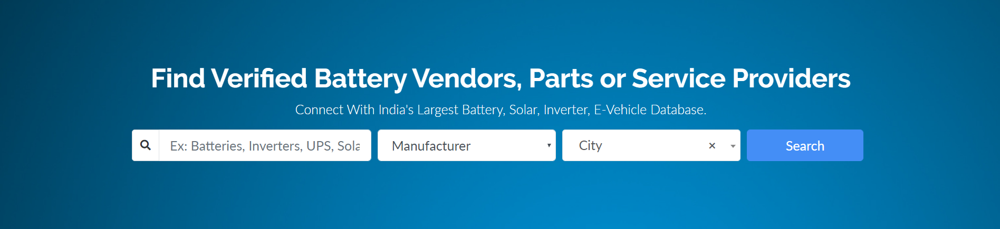 Find Verified Battery Vendors, Parts or Service Providers
Connect With India's Largest Battery, Solar, Inverter, E-Vehicle Database.
Ex: Batteries, Inverters, UPS, Sola
Manufacturer
City ×
Search